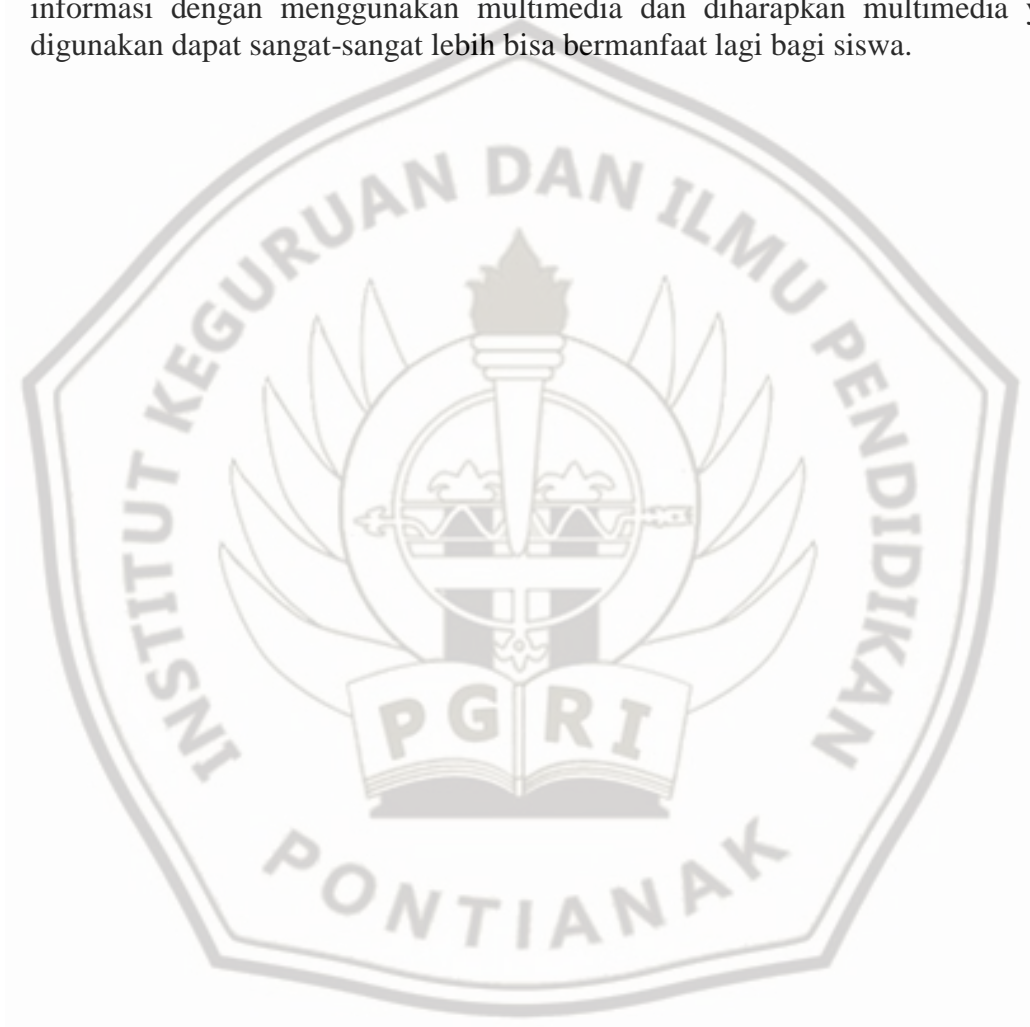 informasi dengan menggunakan multimedia dan diharapkan multimedia
digunakan dapat sangat-sangat lebih bisa bermanfaat lagi bagi siswa.
INSTITUT KEGURUAN DAN ILMU PENDIDIKAN
PGRI
PONTIANAK